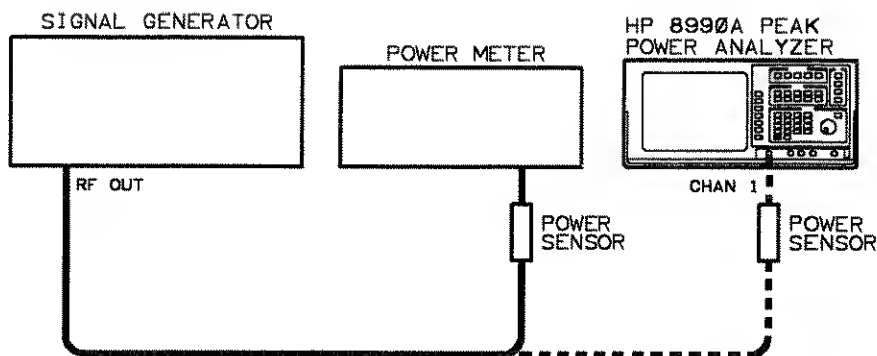 SIGNAL GENERATOR
POWER METER
HP 8990A PEAK
POWER ANALYZER
RF OUT
CHAN 1
POWER
SENSOR
POWER
SENSOR